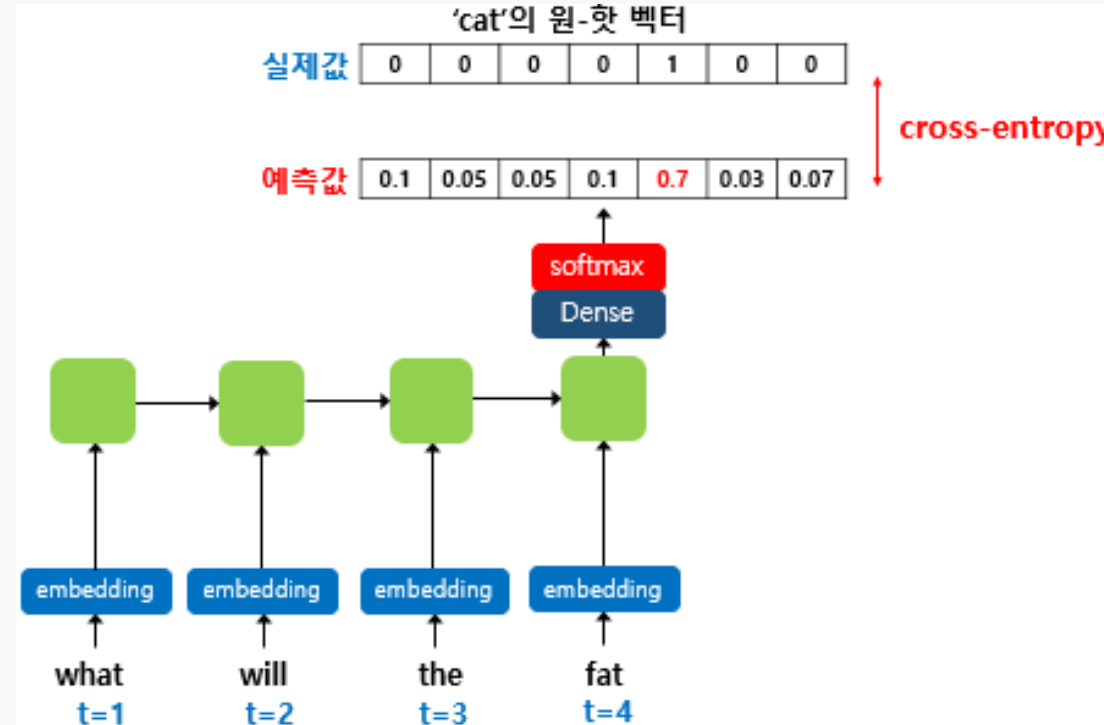 ‘cat’의 원-핫 벡터
실제값 0 0 0 0 1 0 0
cross-entropy
예측값 0.1 0.05 0.05 0.1 0.7 0.03 0.07
softmax
Dense
embedding embedding embedding embedding
what will the fat
t=1 t=2 t=3 t=4